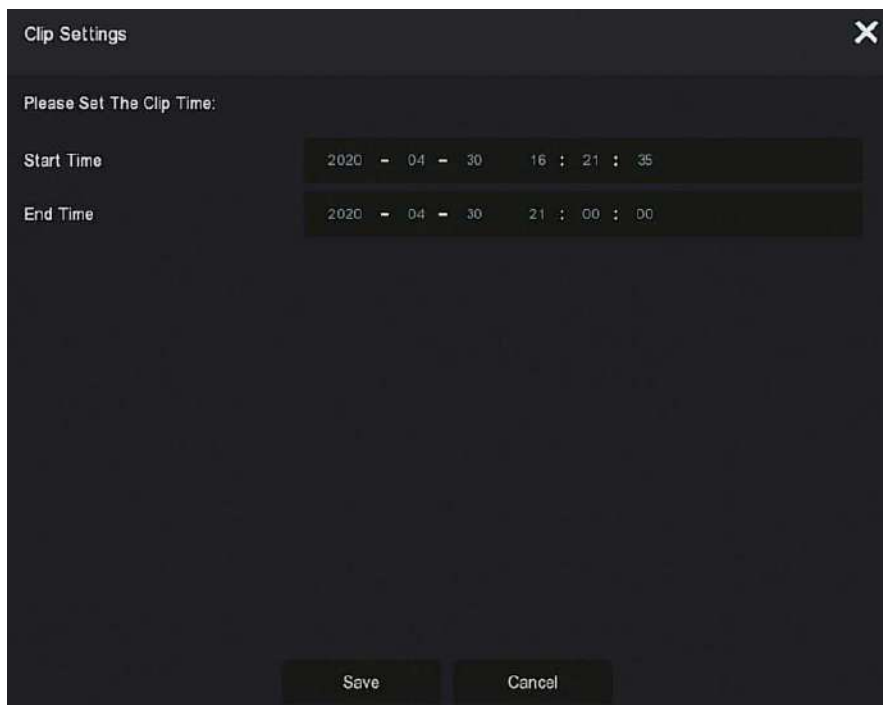 Clip Settings
Please Set The Clip Time:
Start Time 2020 - 04 - 30 16 : 21 : 35
End Time 2020 - 04 - 30 21 : 00 : 00
Save Cancel